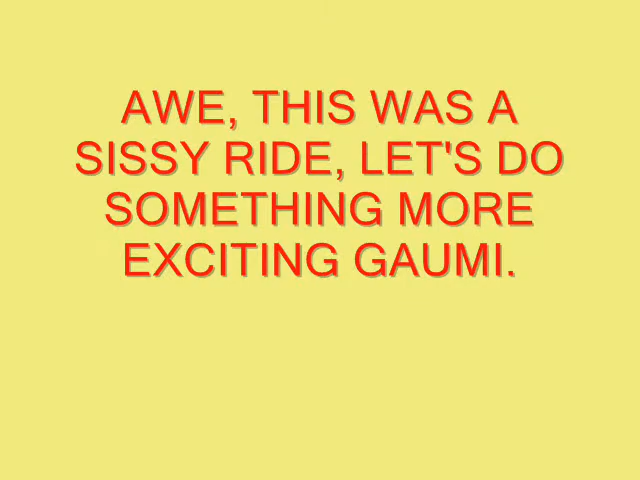 AWE, THIS WAS A
SISSY RIDE, LET'S DO
SOMETHING MORE
EXCITING GAUMI.